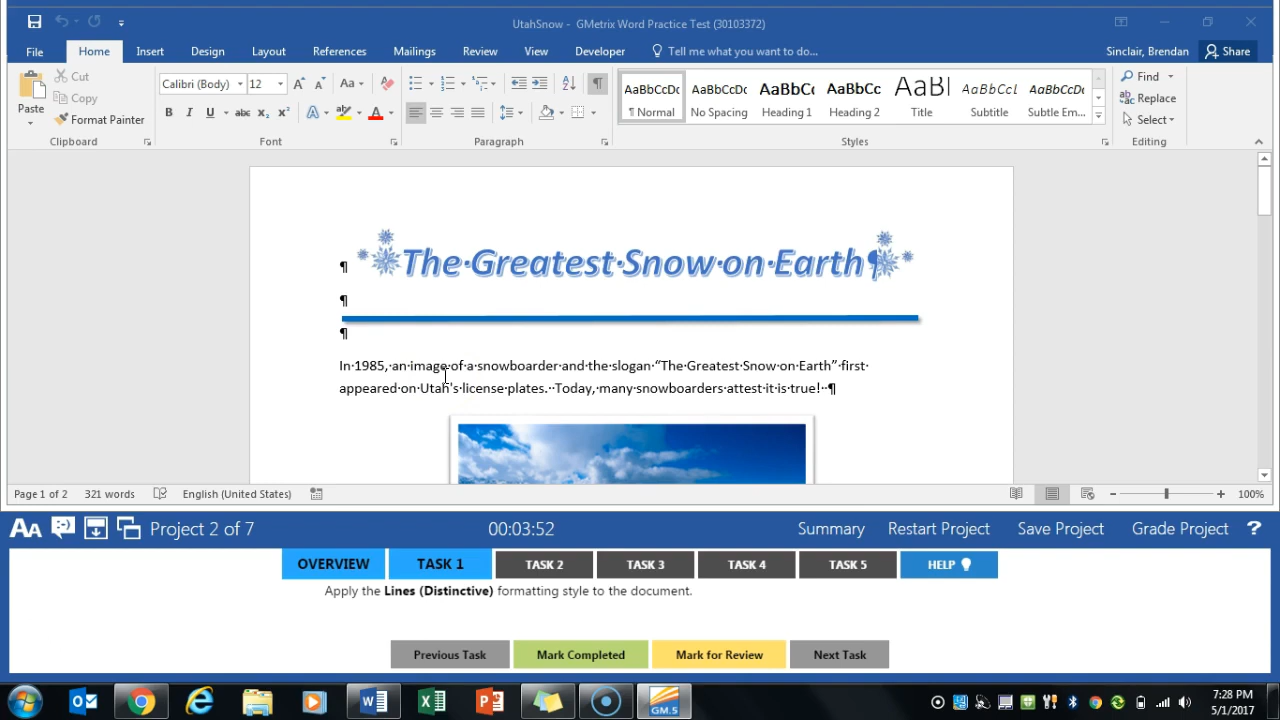 UtahSnow - GMetrix Word Practice Test (30103372)
File Home Insert Design Layout References Mailings Review View Developer Tell me what you want to do... Sinclair, Brendan Share
Paste
Cut
Copy
Format Painter
Clipboard
Calibri (Body) 12 Aa
B I U abc X₂ X²
Font
Paragraph
AaBbCcDc AaBbCcDc AaBbCc AaBbCc AaBl AaBbCcl AaBbCcDc
¶ Normal No Spacing Heading 1 Heading 2 Title Subtitle Subtle Em...
Styles
Find
Replace
Select
Editing
¶ The·Greatest·Snow·on·Earth¶
¶
¶
In·1985,·an·image·of·a·snowboarder·and·the·slogan·“The·Greatest·Snow·on·Earth”·first·
appeared·on·Utah's·license·plates.··Today,·many·snowboarders·attest·it·is·true!··¶
Page 1 of 2 321 words English (United States) 100%
AA Project 2 of 7 00:03:52 Summary Restart Project Save Project Grade Project ?
OVERVIEW TASK 1 TASK 2 TASK 3 TASK 4 TASK 5 HELP
Apply the Lines (Distinctive) formatting style to the document.
Previous Task Mark Completed Mark for Review Next Task
GM.5
7:28 PM
5/1/2017